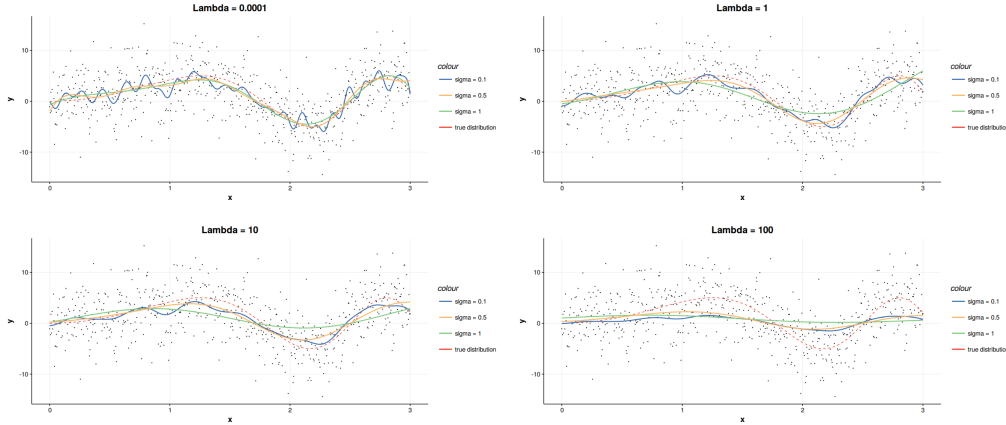 Lambda = 0.0001
10
0
-10
y
0
1
2
3
x
colour
sigma = 0.1
sigma = 0.5
sigma = 1
true distribution
Lambda = 1
10
0
-10
y
0
1
2
3
x
colour
sigma = 0.1
sigma = 0.5
sigma = 1
true distributio
Lambda = 10
10
0
-10
y
0
1
2
3
x
colour
sigma = 0.1
sigma = 0.5
sigma = 1
true distribution
Lambda = 100
10
0
-10
y
0
1
2
3
x
colour
sigma = 0.1
sigma = 0.5
sigma = 1
true distributio